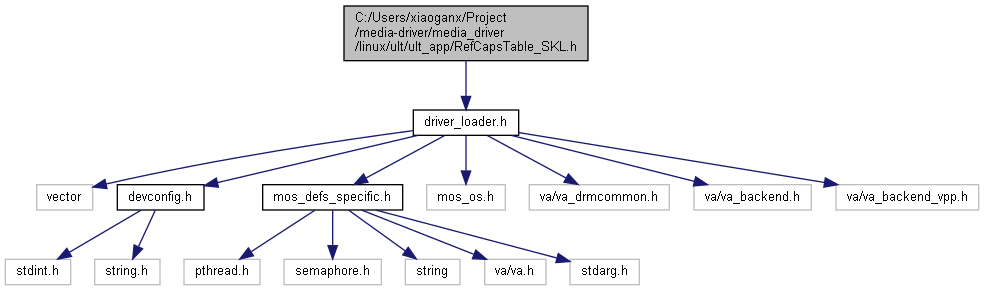 C:/Users/xiaoganx/Project
/media-driver/media_driver
/linux/ult/ult_app/RefCapsTable_SKL.h
driver_loader.h
vector
devconfig.h
mos_defs_specific.h
mos_os.h
va/va_drmcommon.h
va/va_backend.h
va/va_backend_vpp.h
stdint.h
string.h
pthread.h
semaphore.h
string
va/va.h
stdarg.h